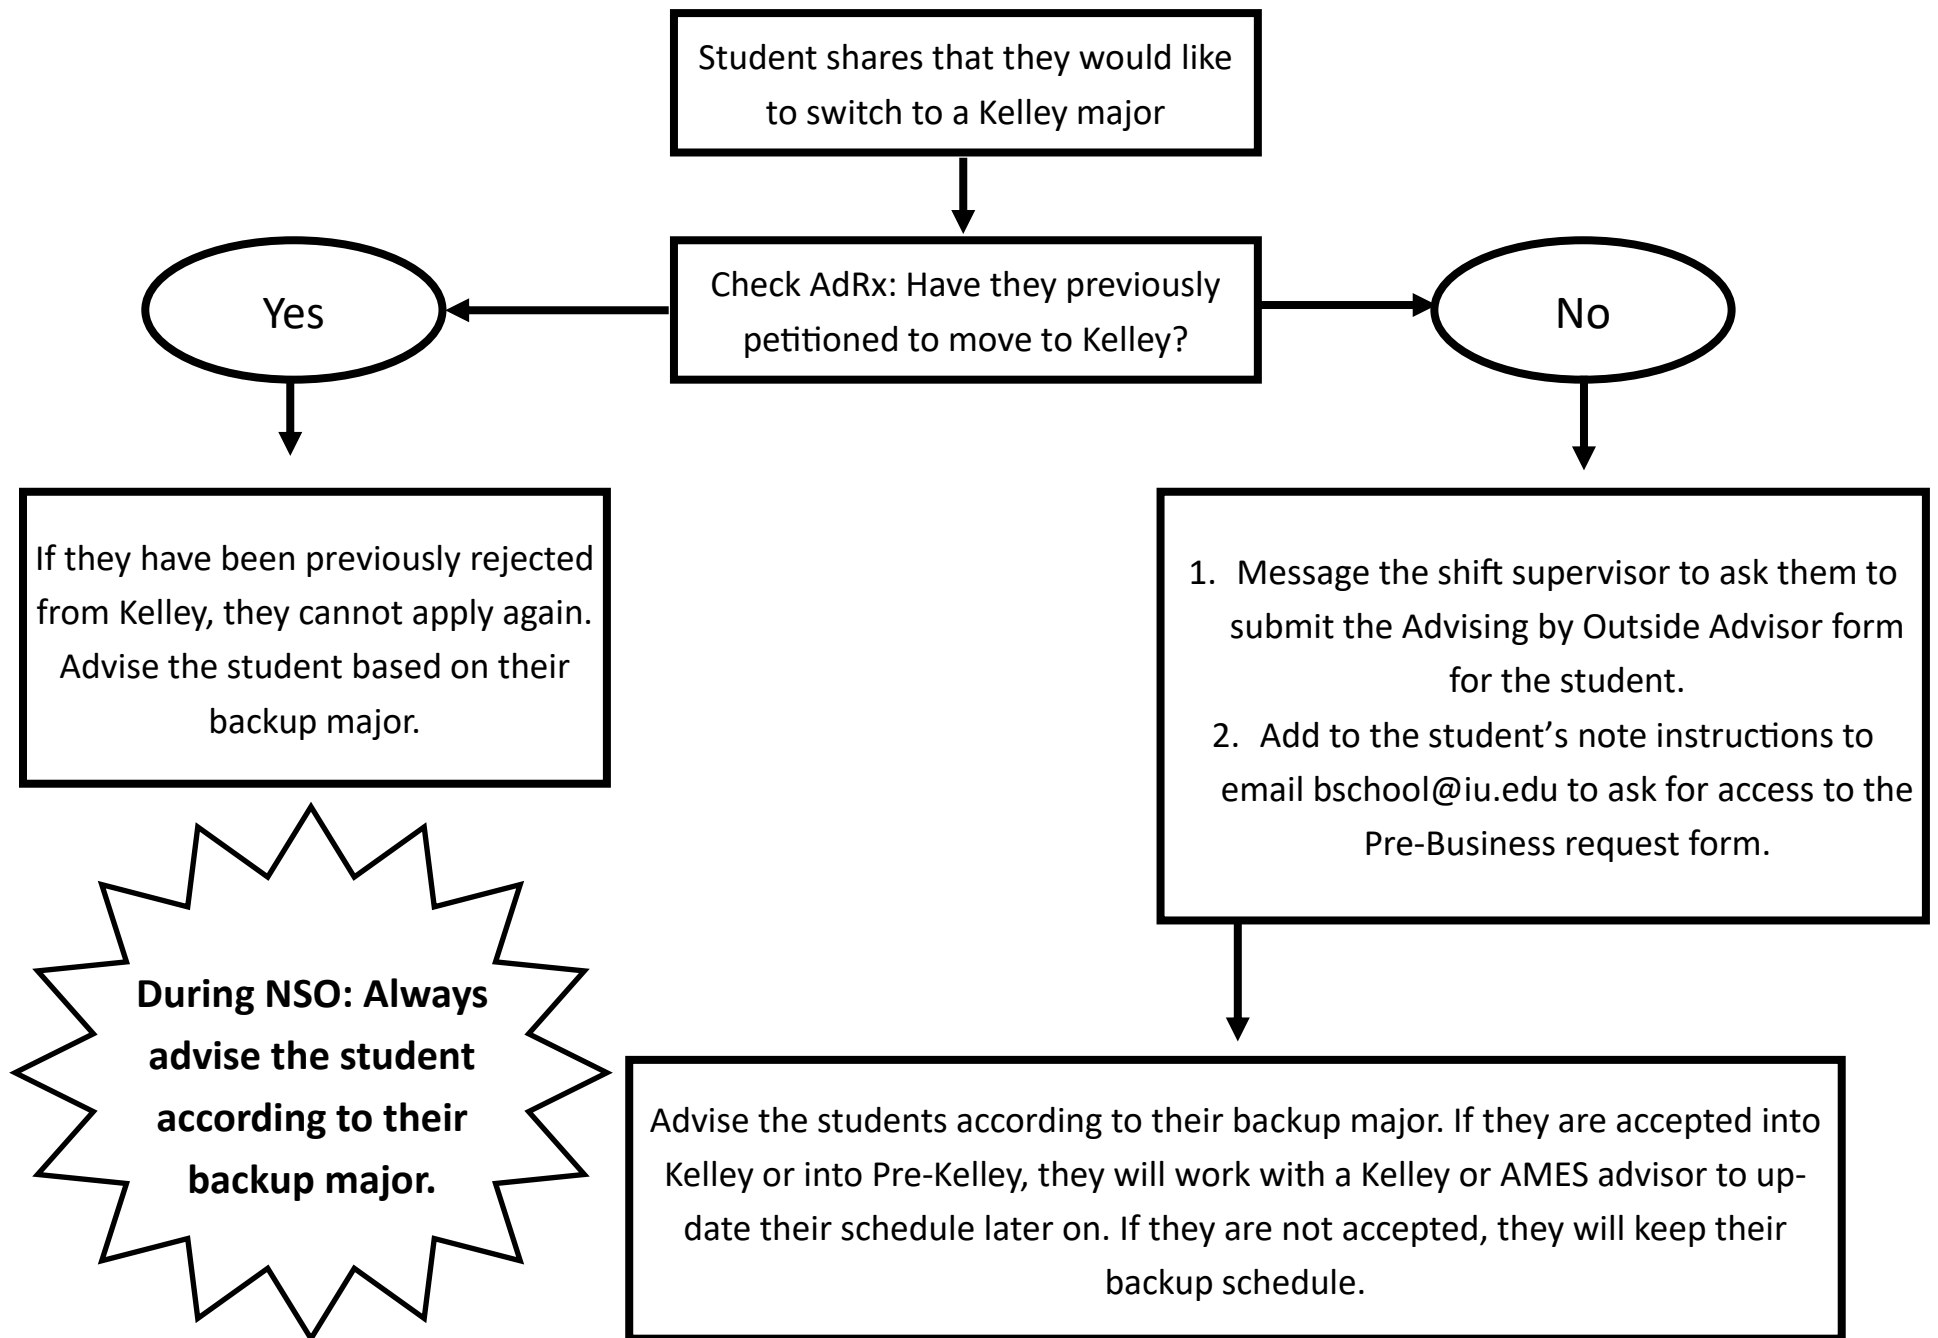 Student shares that they would like
to switch to a Kelley major
Check AdRx: Have they previously
petitioned to move to Kelley?
Yes
No
If they have been previously rejected
from Kelley, they cannot apply again.
Advise the student based on their
backup major.
1. Message the shift supervisor to ask them to
submit the Advising by Outside Advisor form
for the student.
2. Add to the student’s note instructions to
email bschool@iu.edu to ask for access to the
Pre-Business request form.
During NSO: Always
advise the student
according to their
backup major.
Advise the students according to their backup major. If they are accepted into
Kelley or into Pre-Kelley, they will work with a Kelley or AMES advisor to up-
date their schedule later on. If they are not accepted, they will keep their
backup schedule.